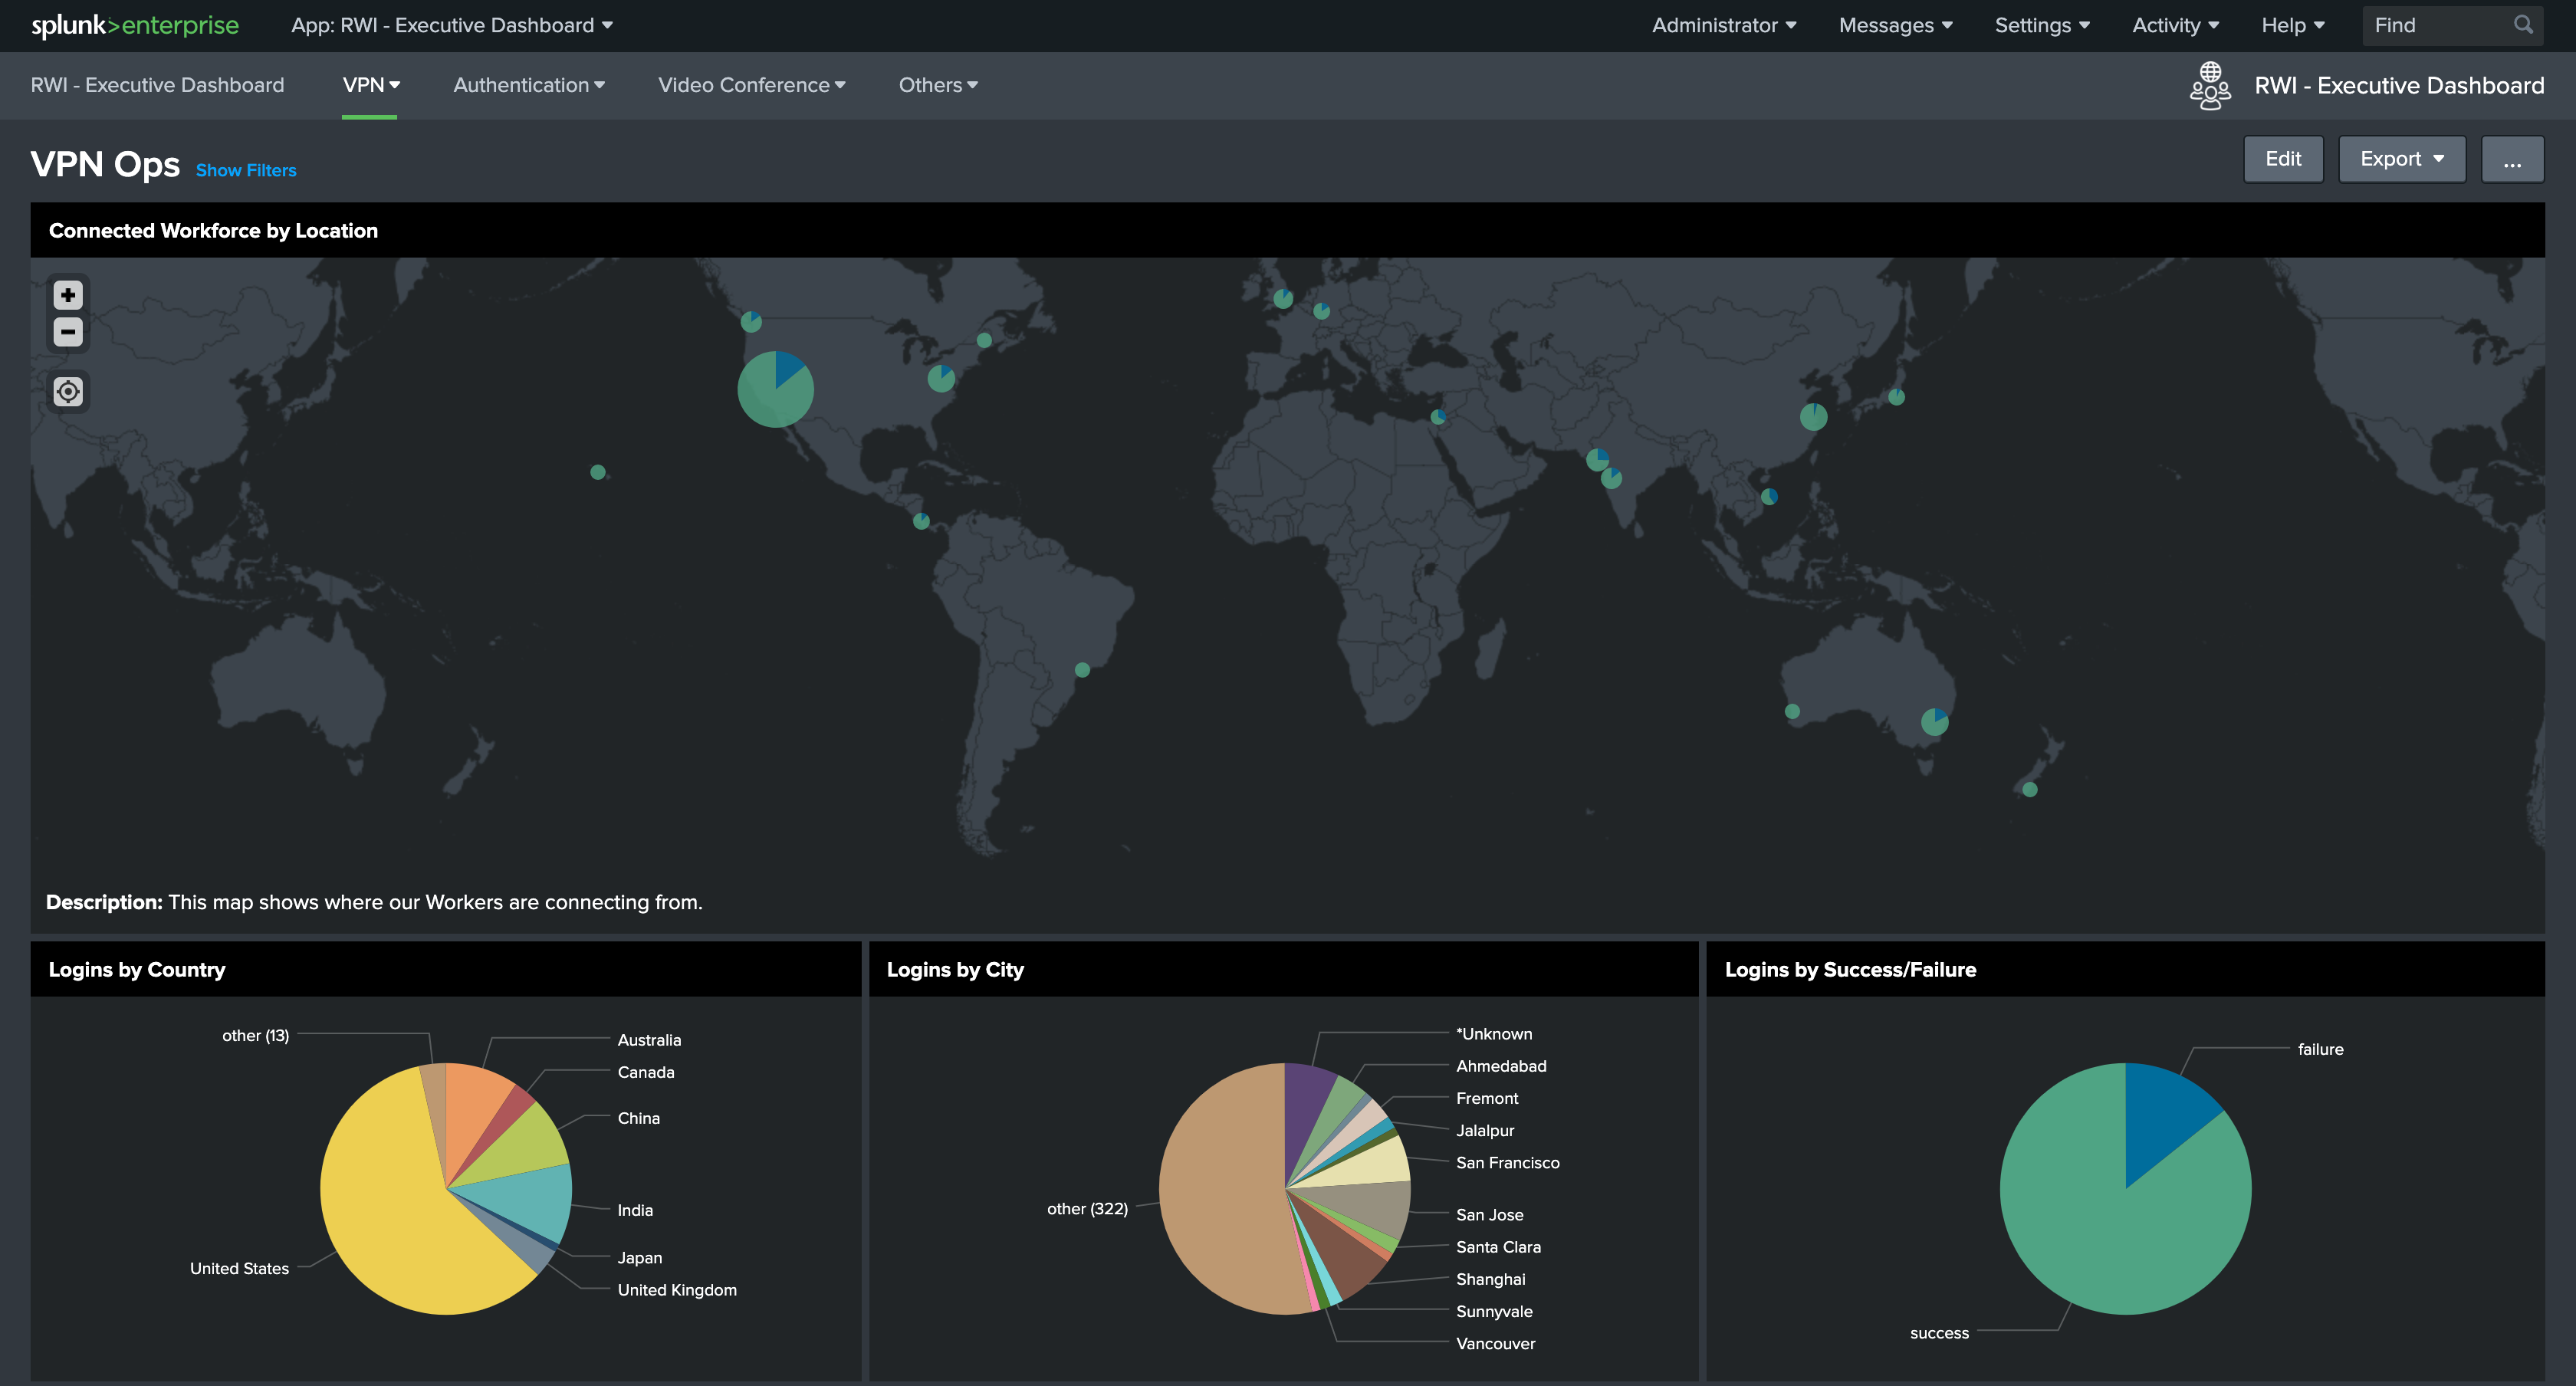 splunk>enterprise App: RWI - Executive Dashboard Administrator Messages Settings Activity Help Find
RWI - Executive Dashboard VPN Authentication Video Conference Others RWI - Executive Dashboard
VPN Ops Show Filters Edit Export ...
Connected Workforce by Location
Description: This map shows where our Workers are connecting from.
Logins by Country
other (13)
Australia
Canada
China
India
Japan
United States
United Kingdom
Logins by City
*Unknown
Ahmedabad
Fremont
Jalalpur
San Francisco
other (322)
San Jose
Santa Clara
Shanghai
Sunnyvale
Vancouver
Logins by Success/Failure
failure
success